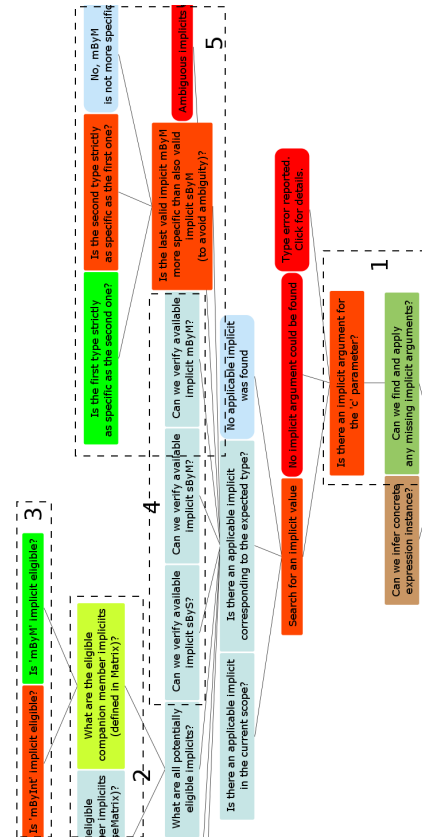 Is 'mByInt' implicit eligible?
Is 'mByM' implicit eligible?
3
eligible
implicits
What are the eligible
companion member implicits
(defined in Matrix)?
2
Is the first type strictly
as specific as the second one?
Is the second type strictly
as specific as the first one?
No, mByM
is not more specific
5
What are all potentially
eligible implicits?
4
Can we verify available
implicit sByS?
Can we verify available
implicit sByM?
Can we verify available
implicit mByM?
Is the last valid impicit mByM
more specific than also valid
implicit sByM
(to avoid ambiguity)?
Ambiguous implicits
Is there an applicable implicit
in the current scope?
Is there an applicable implicit
corresponding to the expected type?
No applicable implicit
was found
Search for an implicit value
No implicit argument could be found
Type error reported.
Click for details.
Is there an implicit argument for
the 'c' parameter?
1
Can we infer concrete
expression instance?
Can we find and apply
any missing implicit arguments?